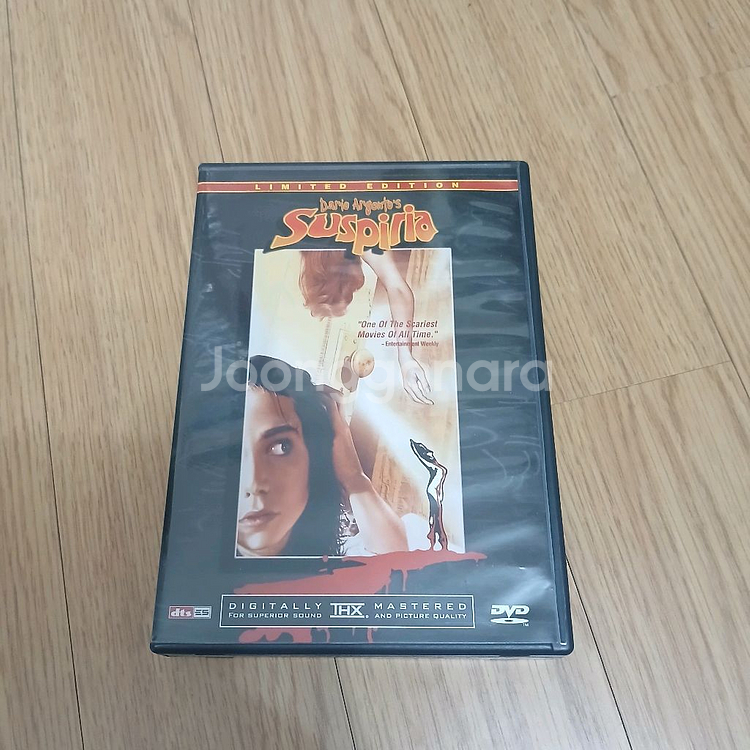 LIMITED EDITION
Dario Argento's
Suspiria
"One Of The Scariest
Movies Of All Time."
- Entertainment Weekly
Joonggonara
dts ES
DIGITALLY THX MASTERED
FOR SUPERIOR SOUND AND PICTURE QUALITY
DVD